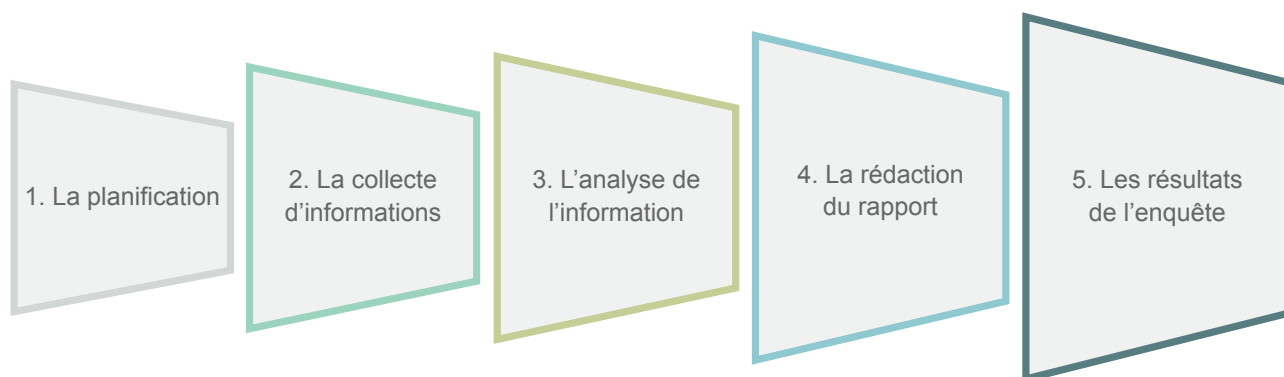 1. La planification
2. La collecte
d’informations
3. L’analyse de
l’information
4. La rédaction
du rapport
5. Les résultats
de l’enquête